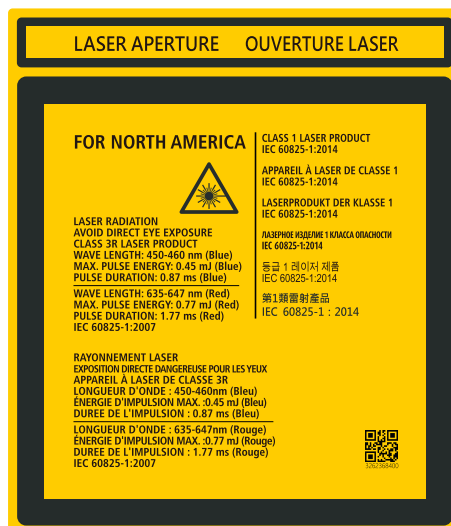 LASER APERTURE OUVERTURE LASER
FOR NORTH AMERICA
LASER RADIATION
AVOID DIRECT EYE EXPOSURE
CLASS 3R LASER PRODUCT
WAVE LENGTH: 450-460 nm (Blue)
MAX. PULSE ENERGY: 0.45 mJ (Blue)
PULSE DURATION: 0.87 ms (Blue)
WAVE LENGTH: 635-647 nm (Red)
MAX. PULSE ENERGY: 0.77 mJ (Red)
PULSE DURATION: 1.77 ms (Red)
IEC 60825-1:2007
RAYONNEMENT LASER
EXPOSITION DIRECTE DANGEREUSE POUR LES YEUX
APPAREIL À LASER DE CLASSE 3R
LONGUEUR D'ONDE : 450-460nm (Bleu)
ÉNERGIE D'IMPULSION MAX. :0.45 mJ (Bleu)
DUREE DE L'IMPULSION : 0.87 ms (Bleu)
LONGUEUR D'ONDE : 635-647nm (Rouge)
ÉNERGIE D'IMPULSION MAX. :0.77 mJ (Rouge)
DUREE DE L'IMPULSION : 1.77 ms (Rouge)
IEC 60825-1:2007
CLASS 1 LASER PRODUCT
IEC 60825-1:2014
APPAREIL À LASER DE CLASSE 1
IEC 60825-1:2014
LASERPRODUKT DER KLASSE 1
IEC 60825-1:2014
ЛАЗЕРНОЕ ИЗДЕЛИЕ 1 КЛАССА ОПАСНОСТИ
IEC 60825-1:2014
등급 1 레이저 제품
IEC 60825-1:2014
第1類雷射產品
IEC 60825-1：2014
3262368400